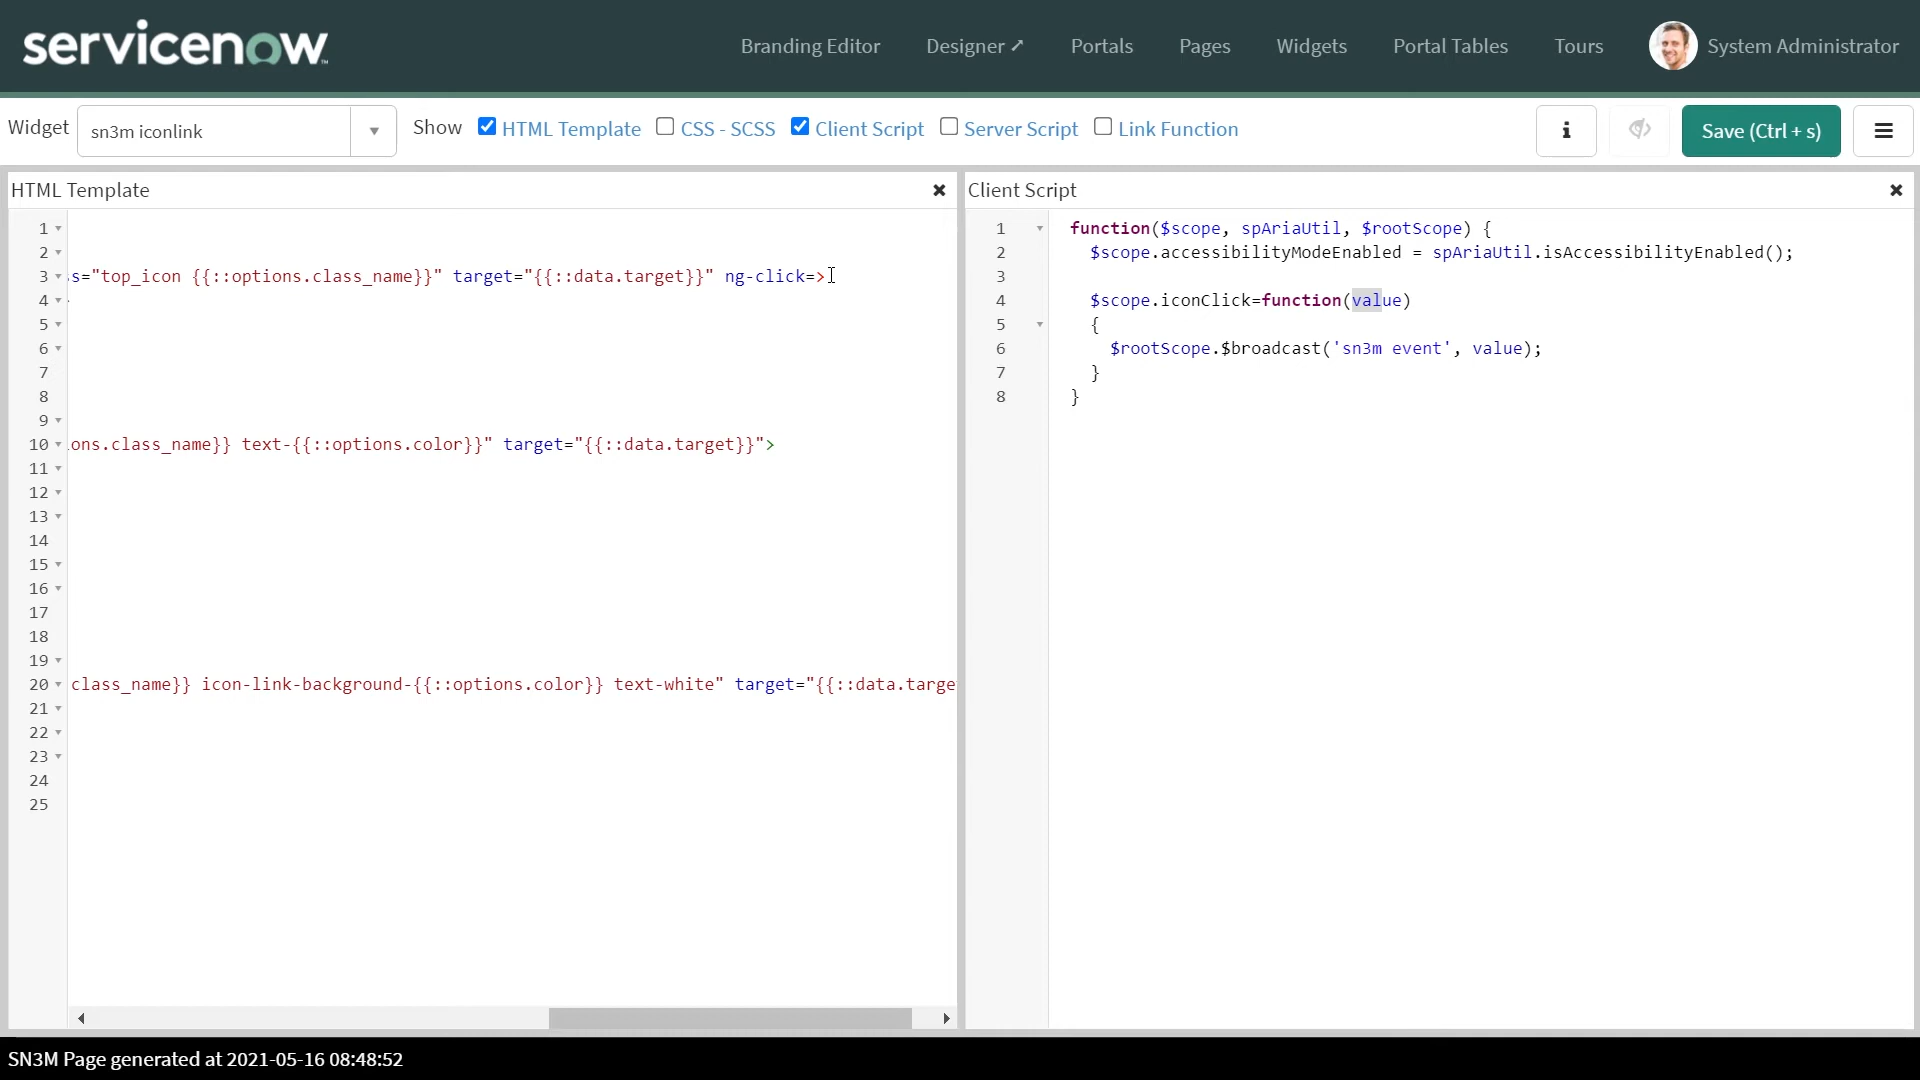 servicenow
Branding Editor Designer ↗ Portals Pages Widgets Portal Tables Tours System Administrator
Widget sn3m iconlink Show HTML Template CSS - SCSS Client Script Server Script Link Function i Save (Ctrl + s)
HTML Template
1
2
3 s="top_icon {{::options.class_name}}" target="{{::data.target}}" ng-click=>
4
5
6
7
8
9
10 ons.class_name}} text-{{::options.color}}" target="{{::data.target}}">
11
12
13
14
15
16
17
18
19
20 class_name}} icon-link-background-{{::options.color}} text-white" target="{{::data.targe
21
22
23
24
25
Client Script
1 function($scope, spAriaUtil, $rootScope) {
2 $scope.accessibilityModeEnabled = spAriaUtil.isAccessibilityEnabled();
3
4 $scope.iconClick=function(value)
5 {
6 $rootScope.$broadcast('sn3m event', value);
7 }
8 }
SN3M Page generated at 2021-05-16 08:48:52